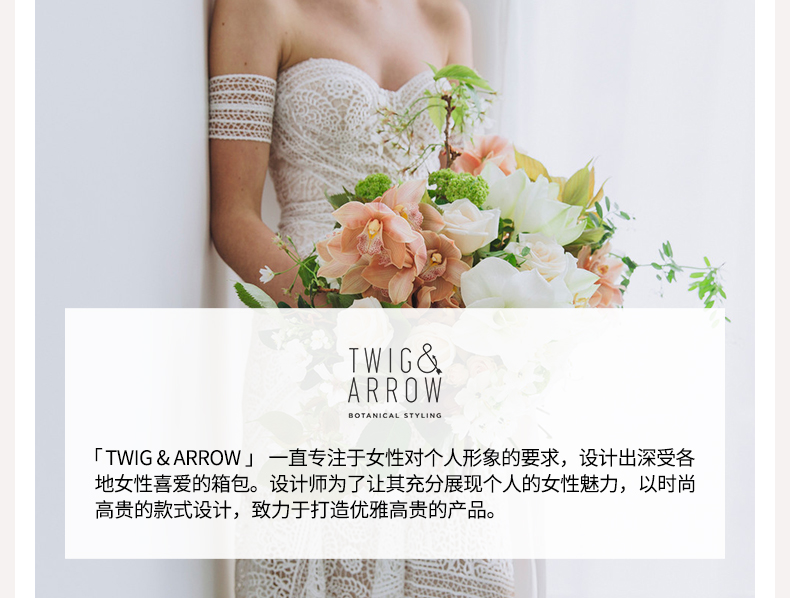 TWIG&
ARROW
BOTANICAL STYLING
「 TWIG & ARROW 」 一直专注于女性对个人形象的要求，设计出深受各
地女性喜爱的箱包。设计师为了让其充分展现个人的女性魅力，以时尚
高贵的款式设计，致力于打造优雅高贵的产品。